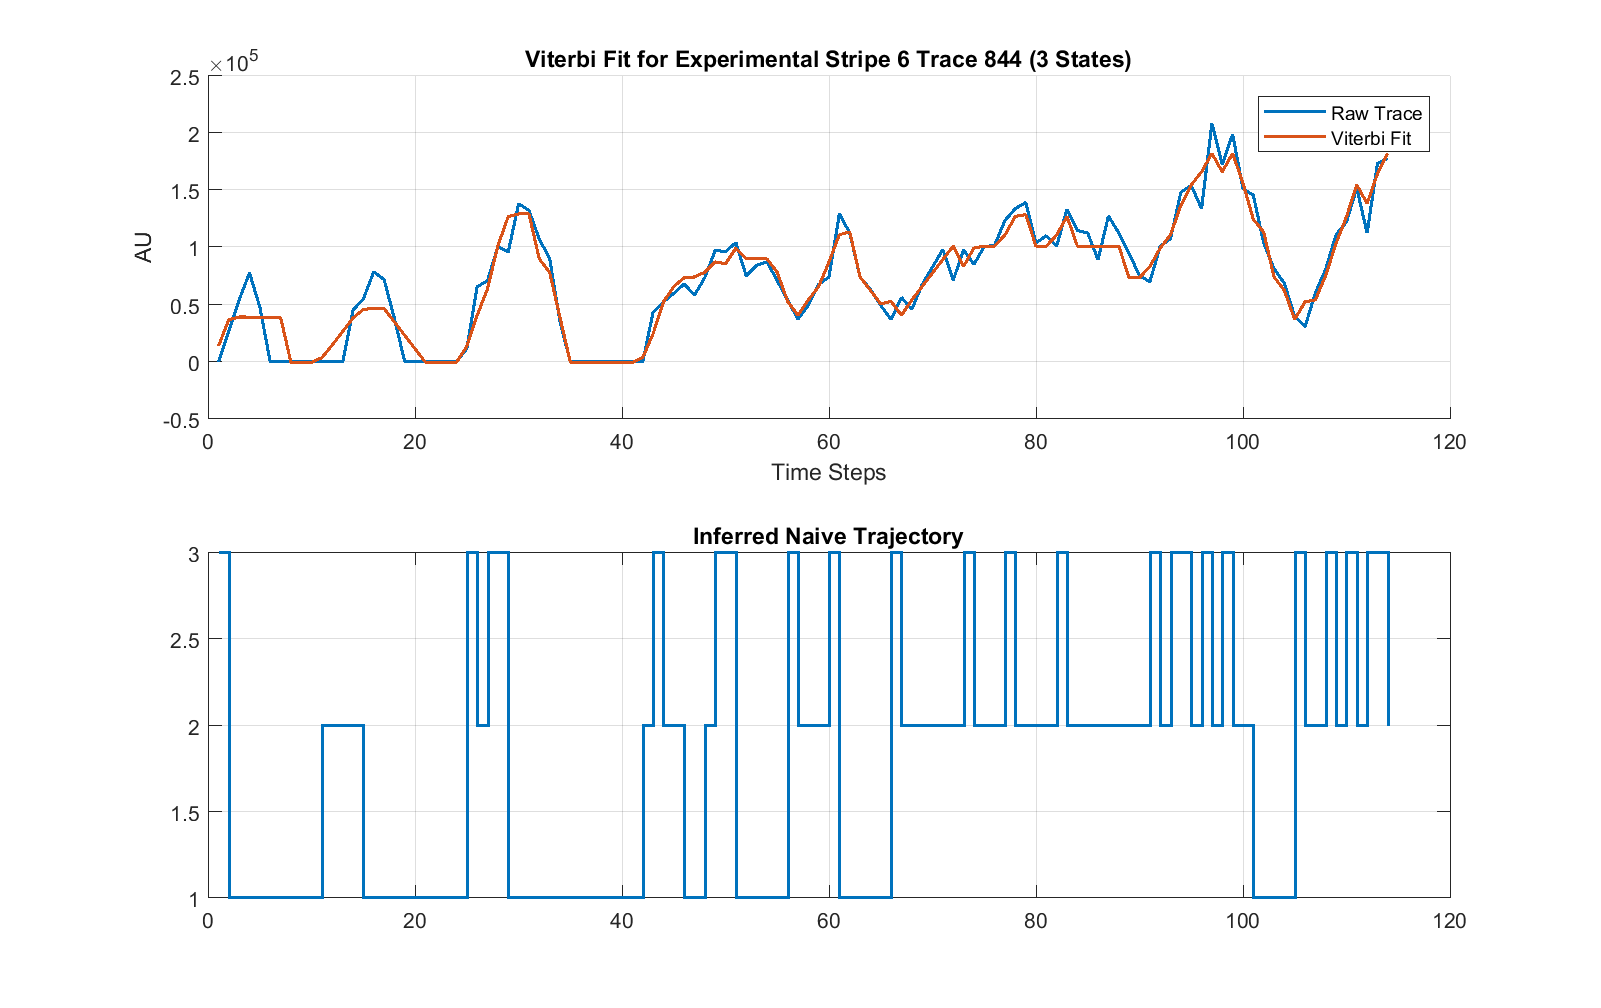 Viterbi Fit for Experimental Stripe 6 Trace 844 (3 States)
×10^5
2.5
2
1.5
1
0.5
0
-0.5
AU
Raw Trace
Viterbi Fit
0 20 40 60 80 100 120
Time Steps
Inferred Naive Trajectory
3
2.5
2
1.5
1
0 20 40 60 80 100 120